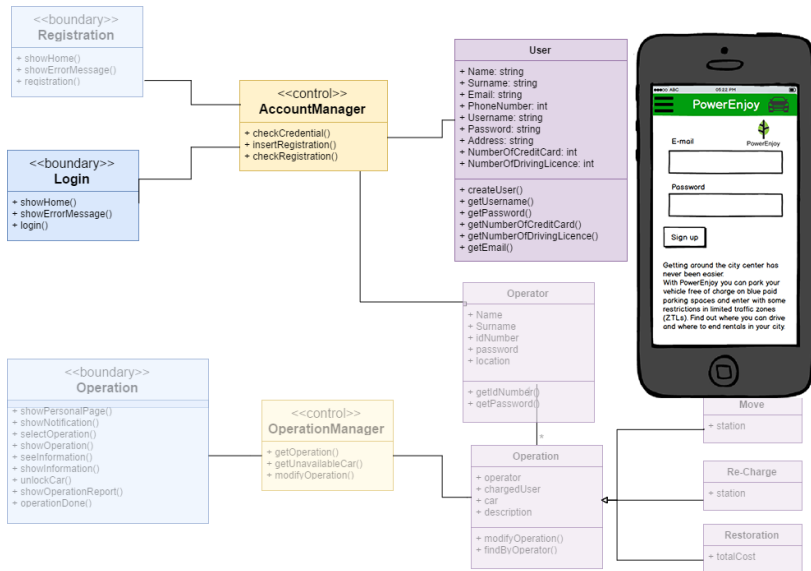 <<boundary>>
Registration
+ showHome()
+ showErrorMessage()
+ registration()
<<boundary>>
Login
+ showHome()
+ showErrorMessage()
+ login()
<<control>>
AccountManager
+ checkCredential()
+ insertRegistration()
+ checkRegistration()
User
+ Name: string
+ Surname: string
+ Email: string
+ PhoneNumber: int
+ Username: string
+ Password: string
+ Address: string
+ NumberOfCreditCard: int
+ NumberOfDrivingLicence: int
+ createUser()
+ getUsername()
+ getPassword()
+ getNumberOfCreditCard()
+ getNumberOfDrivingLicence()
+ getEmail()
ABC
05:22 PM
PowerEnjoy
PowerEnjoy
E-mail
Password
Sign up
Getting around the city center has
never been easier.
With PowerEnjoy you can park your
vehicle free of charge on blue paid
parking spaces and enter with some
restrictions in limited traffic zones
(ZTLs). Find out where you can drive
and where to end rentals in your city.
Operator
+ Name
+ Surname
+ idNumber
+ password
+ location
+ getIdNumber()
+ getPassword()
*
<<boundary>>
Operation
+ showPersonalPage()
+ showNotification()
+ selectOperation()
+ showOperation()
+ seeInformation()
+ showInformation()
+ unlockCar()
+ showOperationReport()
+ operationDone()
<<control>>
OperationManager
+ getOperation()
+ getUnavailableCar()
+ modifyOperation()
Operation
+ operator
+ chargedUser
+ car
+ description
+ modifyOperation()
+ findByOperator()
Move
+ station
Re-Charge
+ station
Restoration
+ totalCost